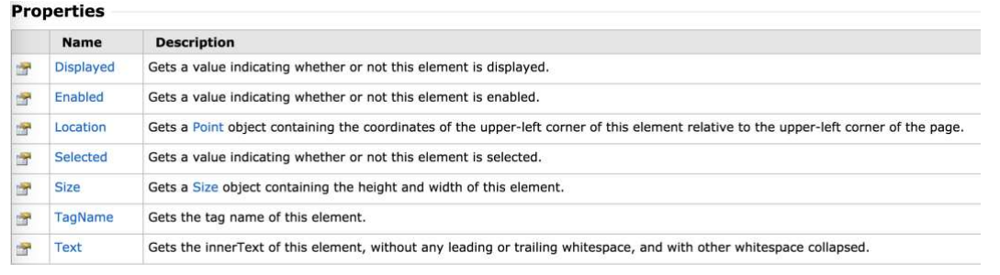 Properties
Name Description
Displayed Gets a value indicating whether or not this element is displayed.
Enabled Gets a value indicating whether or not this element is enabled.
Location Gets a Point object containing the coordinates of the upper-left corner of this element relative to the upper-left corner of the page.
Selected Gets a value indicating whether or not this element is selected.
Size Gets a Size object containing the height and width of this element.
TagName Gets the tag name of this element.
Text Gets the innerText of this element, without any leading or trailing whitespace, and with other whitespace collapsed.